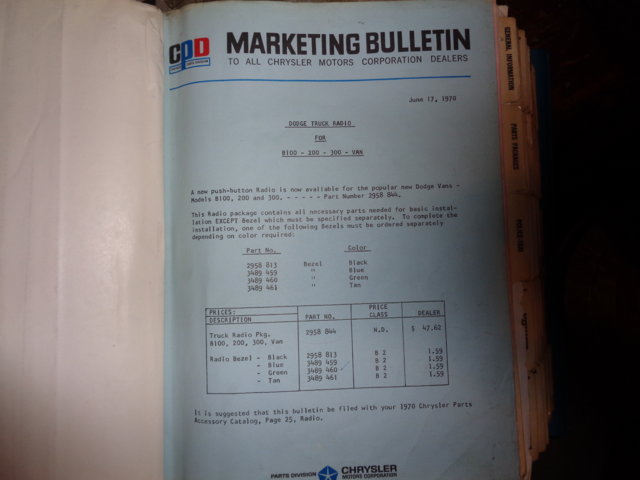 CPD
MARKETING BULLETIN
TO ALL CHRYSLER MOTORS CORPORATION DEALERS
June 17, 1970
DODGE TRUCK RADIO
FOR
B100 - 200 - 300 - VAN
A new push-button Radio is now available for the popular new Dodge Vans -
Models B100, 200 and 300, - - - - - Part Number 2958 844.
This Radio package contains all necessary parts needed for basic instal-
lation EXCEPT Bezel which must be specified separately. To complete the
installation, one of the following Bezels must be ordered separately
depending on color required:
Part No. Color
2958 813 Bezel Black
3489 459 " Blue
3489 460 " Green
3489 461 " Tan
PRICES:
DESCRIPTION PART NO. PRICE CLASS DEALER
Truck Radio Pkg. 2958 844 N.D. $ 47.62
B100, 200, 300, Van
Radio Bezel - Black 2958 813 B 2 1.59
- Blue 3489 459 B 2 1.59
- Green 3489 460 B 2 1.59
- Tan 3489 461 B 2 1.59
It is suggested that this bulletin be filed with your 1970 Chrysler Parts
Accessory Catalog, Page 25, Radio.
PARTS DIVISION CHRYSLER
MOTORS CORPORATION
GENERAL INFORMATION
PARTS PACKAGES